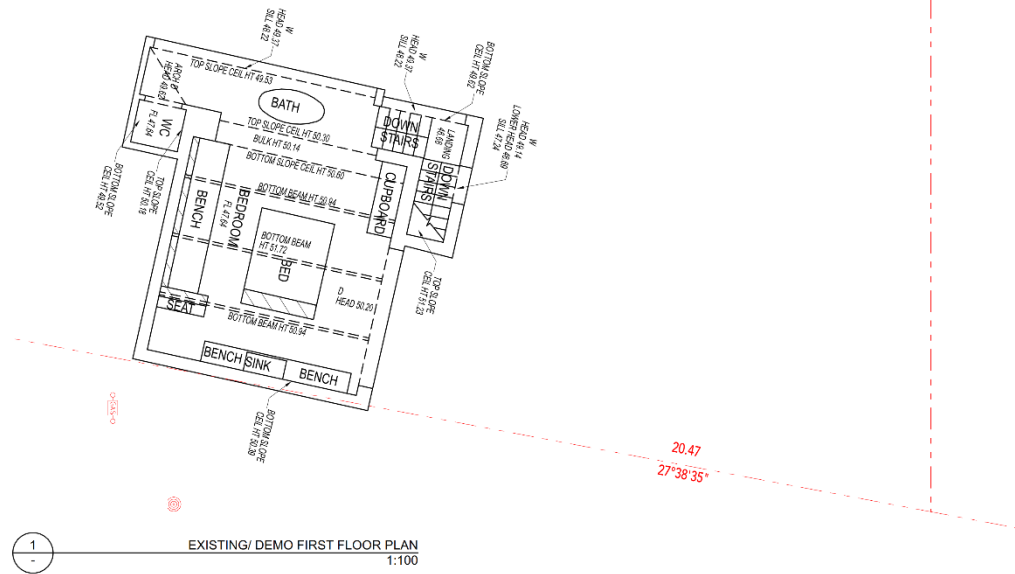 W
HEAD 49.37
SILL 48.22
W
HEAD 49.37
SILL 48.22
BOTTOM SLOPE
CEIL HT 49.62
TOP SLOPE CEIL HT 49.53
ARCH D
HEAD 49.62
W
HEAD 49.14
LOWER HEAD 48.69
SILL 47.24
BATH
DOWN
STAIRS
LANDING
WC
FL 47.64
TOP SLOPE CEIL HT 50.30
BULK HT 50.14
BOTTOM SLOPE CEIL HT 50.60
DOWN
STAIRS
BOTTOM SLOPE
CEIL HT 49.52
TOP SLOPE
CEIL HT 50.18
BENCH
BEDROOM
FL 47.64
BOTTOM BEAM HT 50.94
CUPBOARD
BOTTOM BEAM
HT 51.72
BED
D
HEAD 50.20
TOP SLOPE
CEIL HT 51.23
SEAT
BOTTOM BEAM HT 50.94
BENCH
SINK
BENCH
BOTTOM SLOPE
CEIL HT 50.39
20.47
27°38'35"
1
-
EXISTING/ DEMO FIRST FLOOR PLAN
1:100